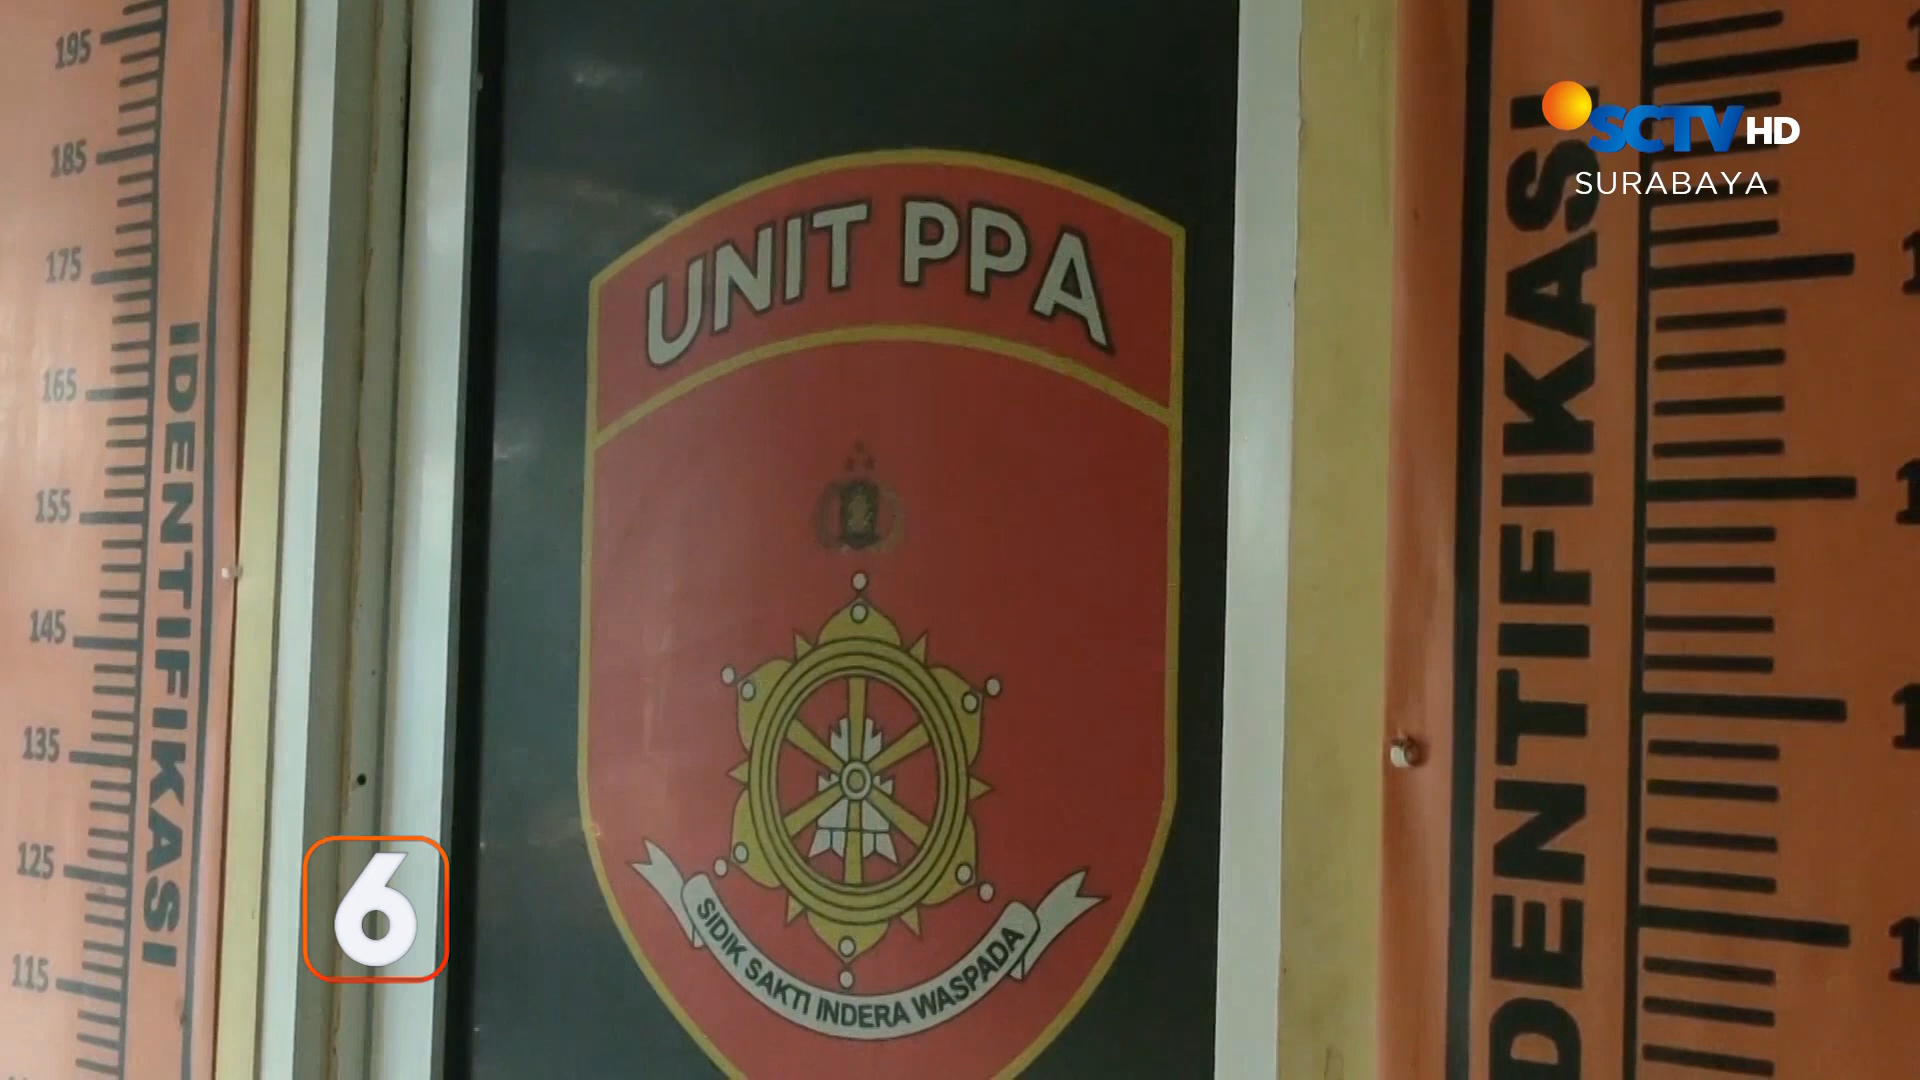 195
185
175
165
155
145
135
125
115
IDENTIFIKASI
UNIT PPA
SIDIK SAKTI INDERA WASPADA
6
SCTV HD
SURABAYA
IDENTIFIKASI